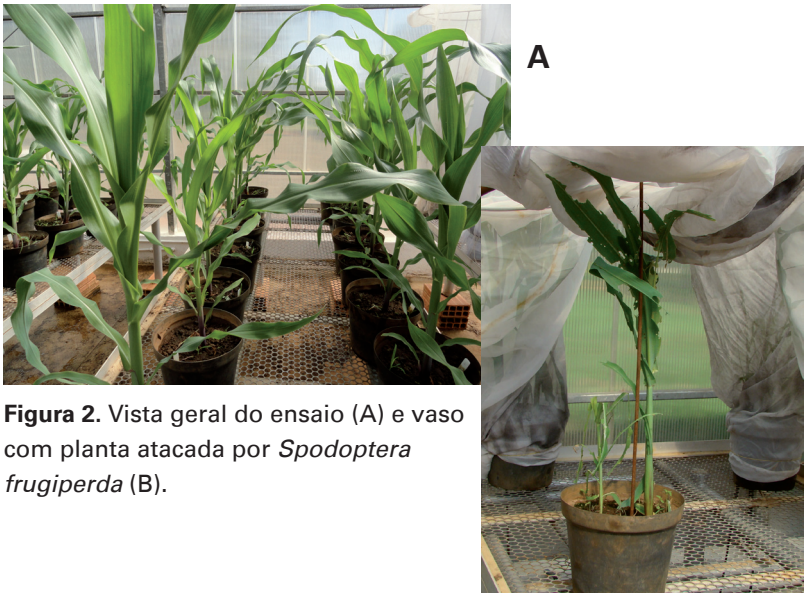 A
Figura 2. Vista geral do ensaio (A) e vaso
com planta atacada por Spodoptera
frugiperda (B).